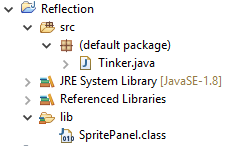 Reflection
src
(default package)
Tinker.java
JRE System Library [JavaSE-1.8]
Referenced Libraries
lib
SpritePanel.class